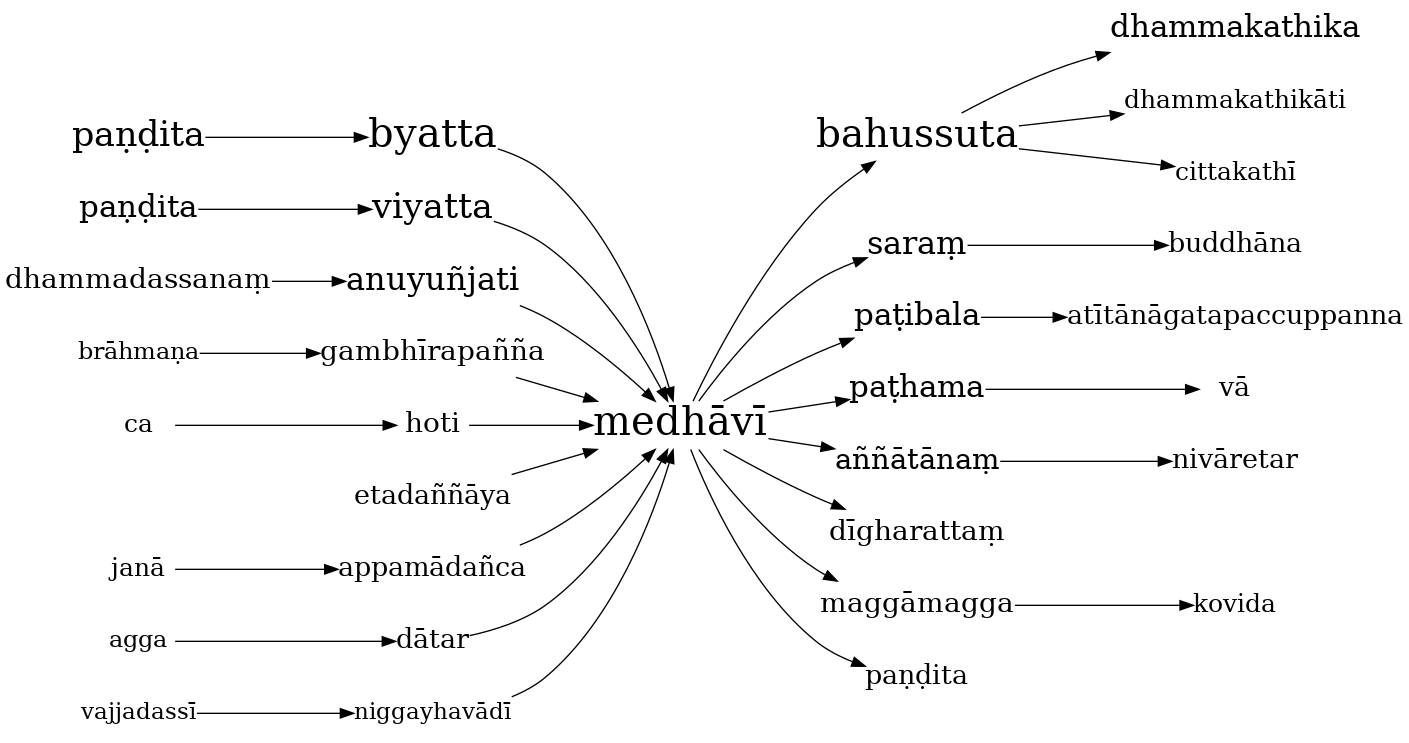 dhammakathika
dhammakathikāti
paṇḍita byatta bahussuta
cittakathī
paṇḍita viyatta
saraṃ buddhāna
dhammadassanaṃ anuyuñjati
paṭibala atītānāgatapaccuppanna
brāhmaṇa gambhīrapañña
paṭhama vā
ca hoti medhāvī
aññātānaṃ nivāretar
etadaññāya
dīgharattaṃ
janā appamādañca
maggāmagga kovida
agga dātar
paṇḍita
vajjadassī niggayhavādī